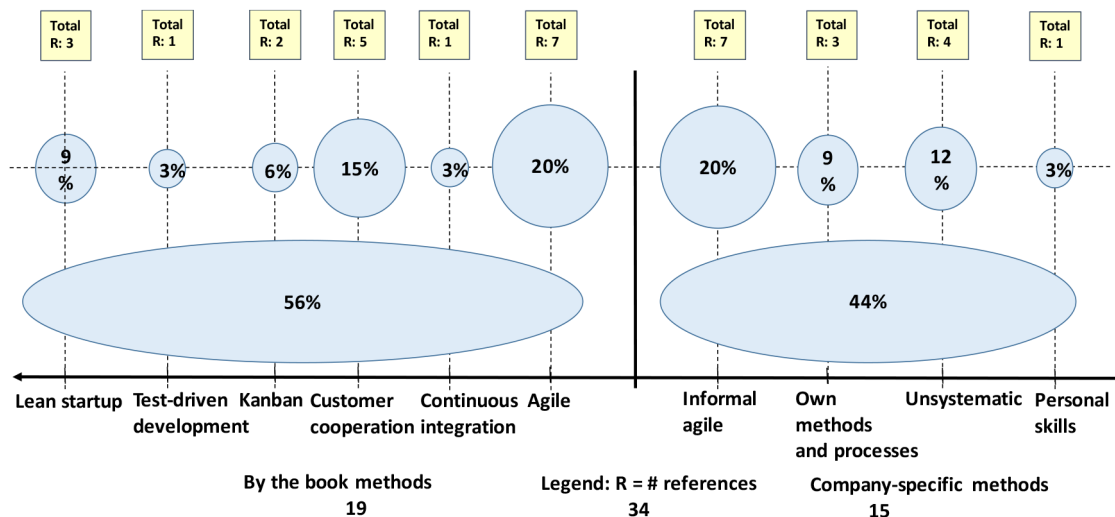 Total
R: 3
Total
R: 1
Total
R: 2
Total
R: 5
Total
R: 1
Total
R: 7
Total
R: 7
Total
R: 3
Total
R: 4
Total
R: 1
9
%
3%
6%
15%
3%
20%
20%
9
%
12
%
3%
56%
44%
Lean startup
Test-driven
development
Kanban
Customer
cooperation
Continuous
integration
Agile
Informal
agile
Own
methods
and processes
Unsystematic
Personal
skills
By the book methods
19
Legend: R = # references
34
Company-specific methods
15